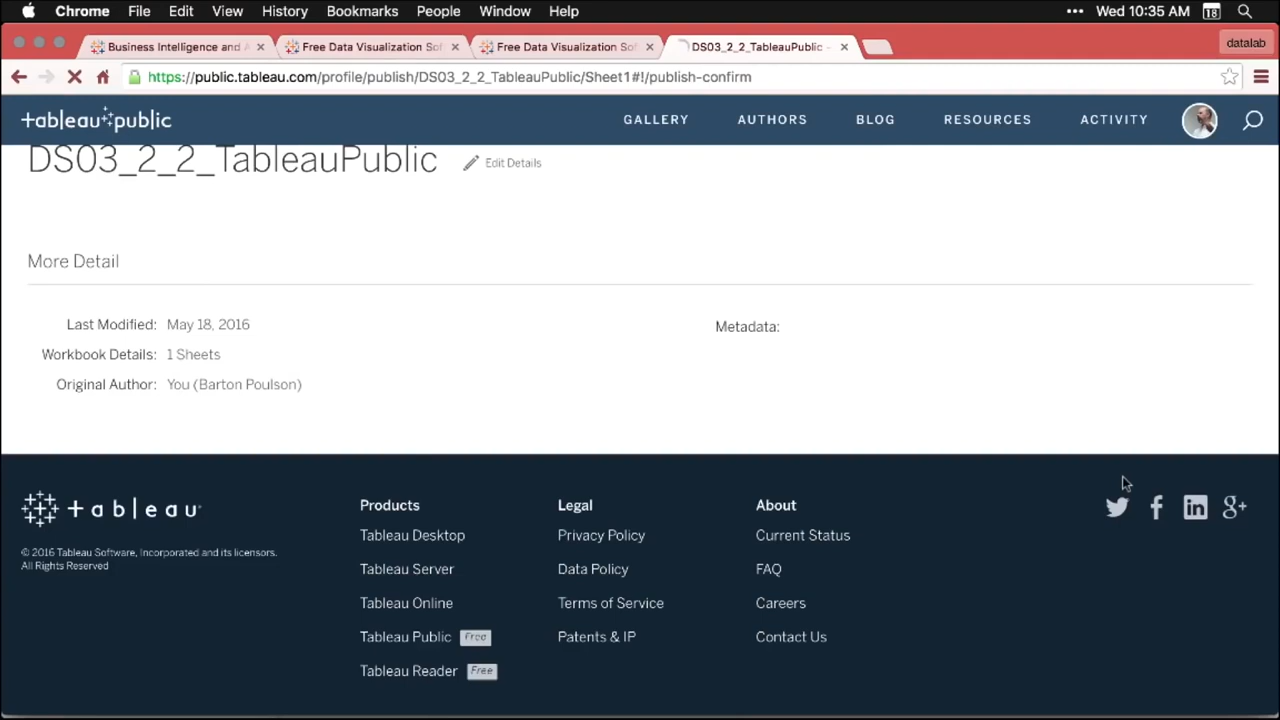 Chrome File Edit View History Bookmarks People Window Help ••• Wed 10:35 AM 18
Business Intelligence and A × Free Data Visualization Sof × Free Data Visualization Sof × DS03_2_2_TableauPublic - × datalab
https://public.tableau.com/profile/publish/DS03_2_2_TableauPublic/Sheet1#!/publish-confirm
+ableau public GALLERY AUTHORS BLOG RESOURCES ACTIVITY
DS03_2_2_TableauPublic Edit Details
More Detail
Last Modified: May 18, 2016 Metadata:
Workbook Details: 1 Sheets
Original Author: You (Barton Poulson)
+ableau Products Legal About
Tableau Desktop Privacy Policy Current Status
© 2016 Tableau Software, Incorporated and its licensors.
All Rights Reserved
Tableau Server Data Policy FAQ
Tableau Online Terms of Service Careers
Tableau Public Free Patents & IP Contact Us
Tableau Reader Free